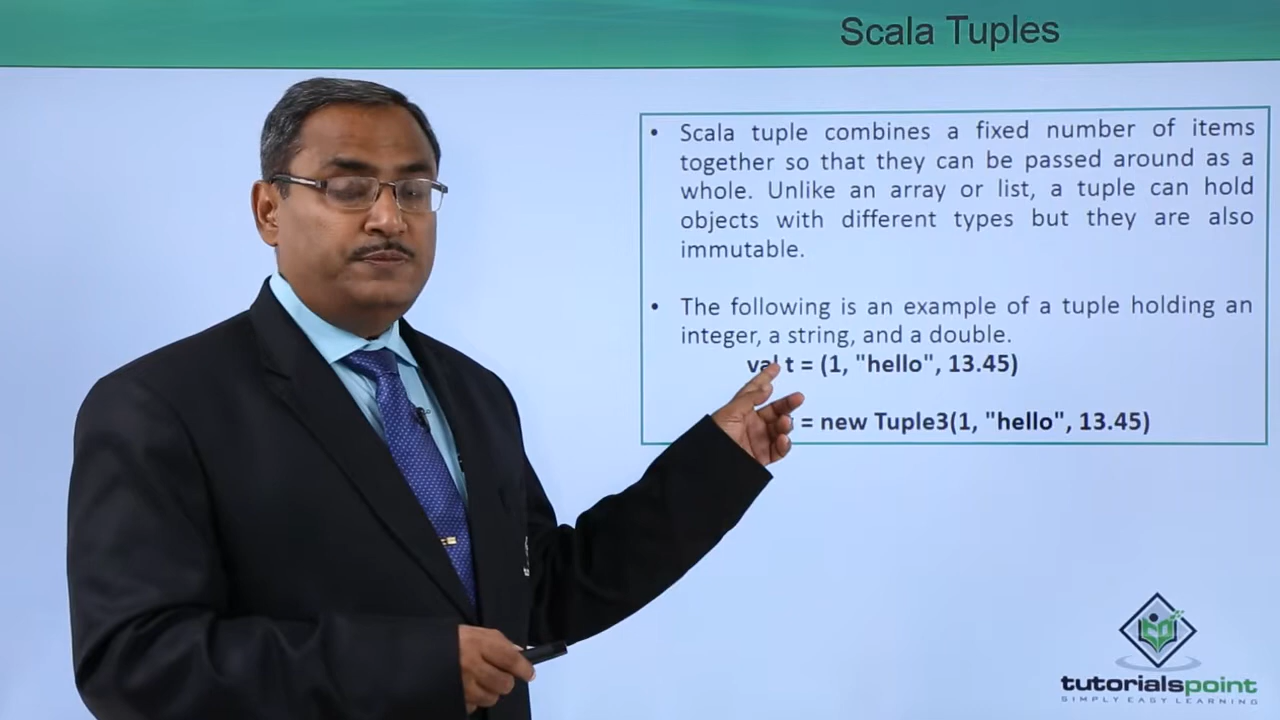 Scala Tuples
• Scala tuple combines a fixed number of items
together so that they can be passed around as a
whole. Unlike an array or list, a tuple can hold
objects with different types but they are also
immutable.
• The following is an example of a tuple holding an
integer, a string, and a double.
val t = (1, "hello", 13.45)
= new Tuple3(1, "hello", 13.45)
tutorialspoint
SIMPLY EASY LEARNING